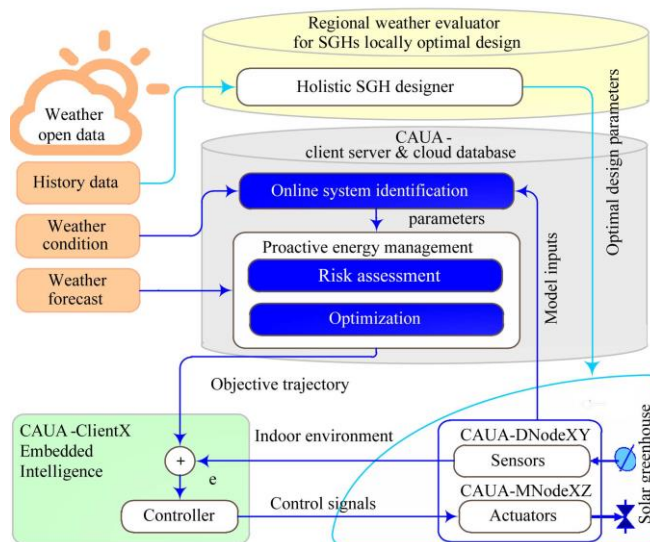 Regional weather evaluator
for SGHs locally optimal design
Holistic SGH designer
Weather
open data
History data
Weather
condition
Weather
forecast
CAUA -
client server & cloud database
Online system identification
parameters
Proactive energy management
Risk assessment
Optimization
Optimal design parameters
Model inputs
Objective trajectory
CAUA -ClientX
Embedded
Intelligence
+
e
Controller
Indoor environment
Control signals
CAUA-DNodeXY
Sensors
CAUA-MNodeXZ
Actuators
Solar greenhouse